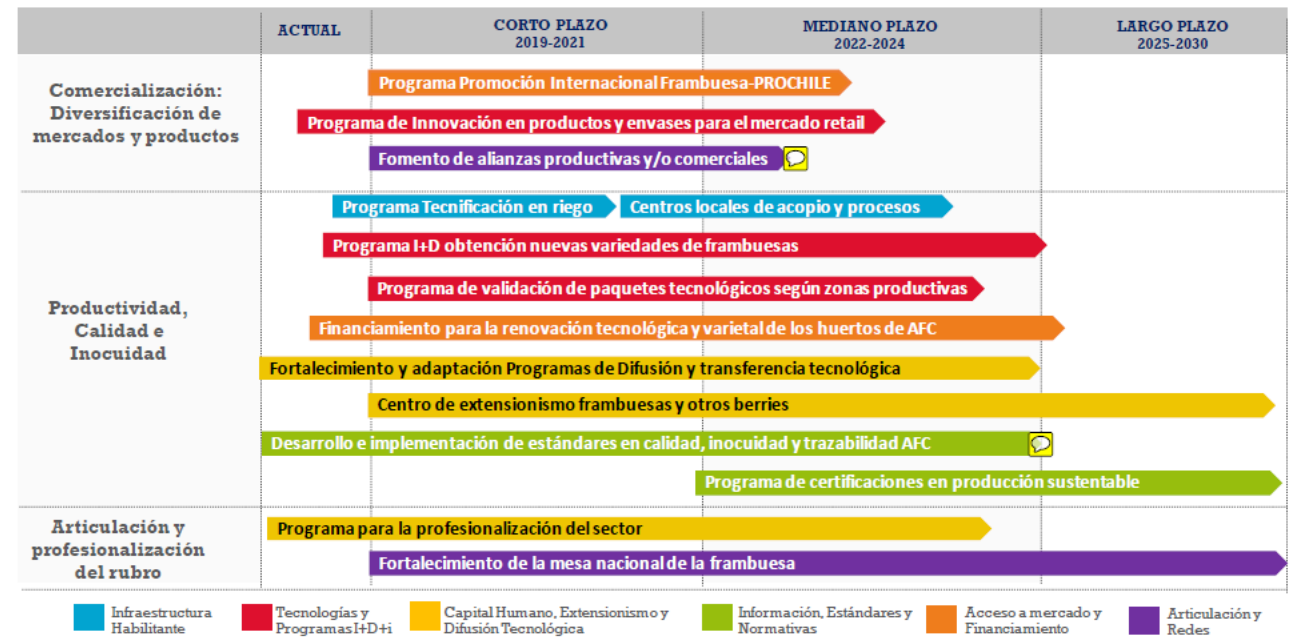 ACTUAL
CORTO PLAZO
2019-2021
MEDIANO PLAZO
2022-2024
LARGO PLAZO
2025-2030
Comercialización:
Diversificación de
mercados y productos
Programa Promoción Internacional Frambuesa-PROCHILE
Programa de Innovación en productos y envases para el mercado retail
Fomento de alianzas productivas y/o comerciales
Productividad,
Calidad e
Inocuidad
Programa Tecnificación en riego
Centros locales de acopio y procesos
Programa I+D obtención nuevas variedades de frambuesas
Programa de validación de paquetes tecnológicos según zonas productivas
Financiamiento para la renovación tecnológica y varietal de los huertos de AFC
Fortalecimiento y adaptación Programas de Difusión y transferencia tecnológica
Centro de extensionismo frambuesas y otros berries
Desarrollo e implementación de estándares en calidad, inocuidad y trazabilidad AFC
Programa de certificaciones en producción sustentable
Articulación y
profesionalización
del rubro
Programa para la profesionalización del sector
Fortalecimiento de la mesa nacional de la frambuesa
Infraestructura
Habilitante
Tecnologías y
Programas I+D+i
Capital Humano, Extensionismo y
Difusión Tecnológica
Información, Estándares y
Normativas
Acceso a mercado y
Financiamiento
Articulación y
Redes